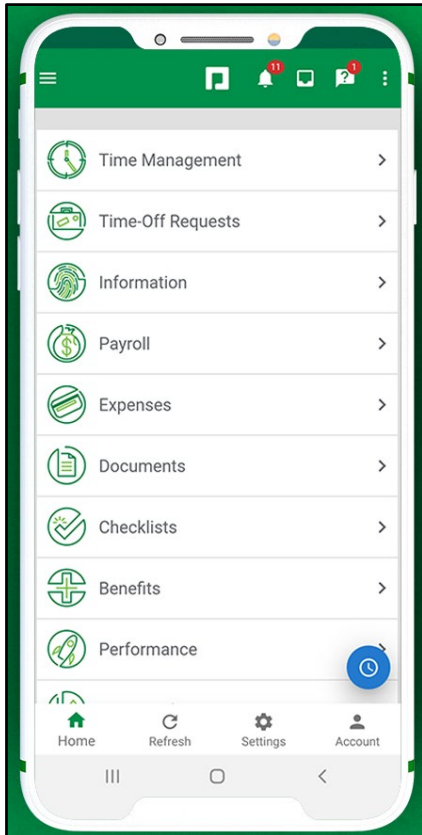 11
1
Time Management
Time-Off Requests
Information
Payroll
Expenses
Documents
Checklists
Benefits
Performance
Home Refresh Settings Account